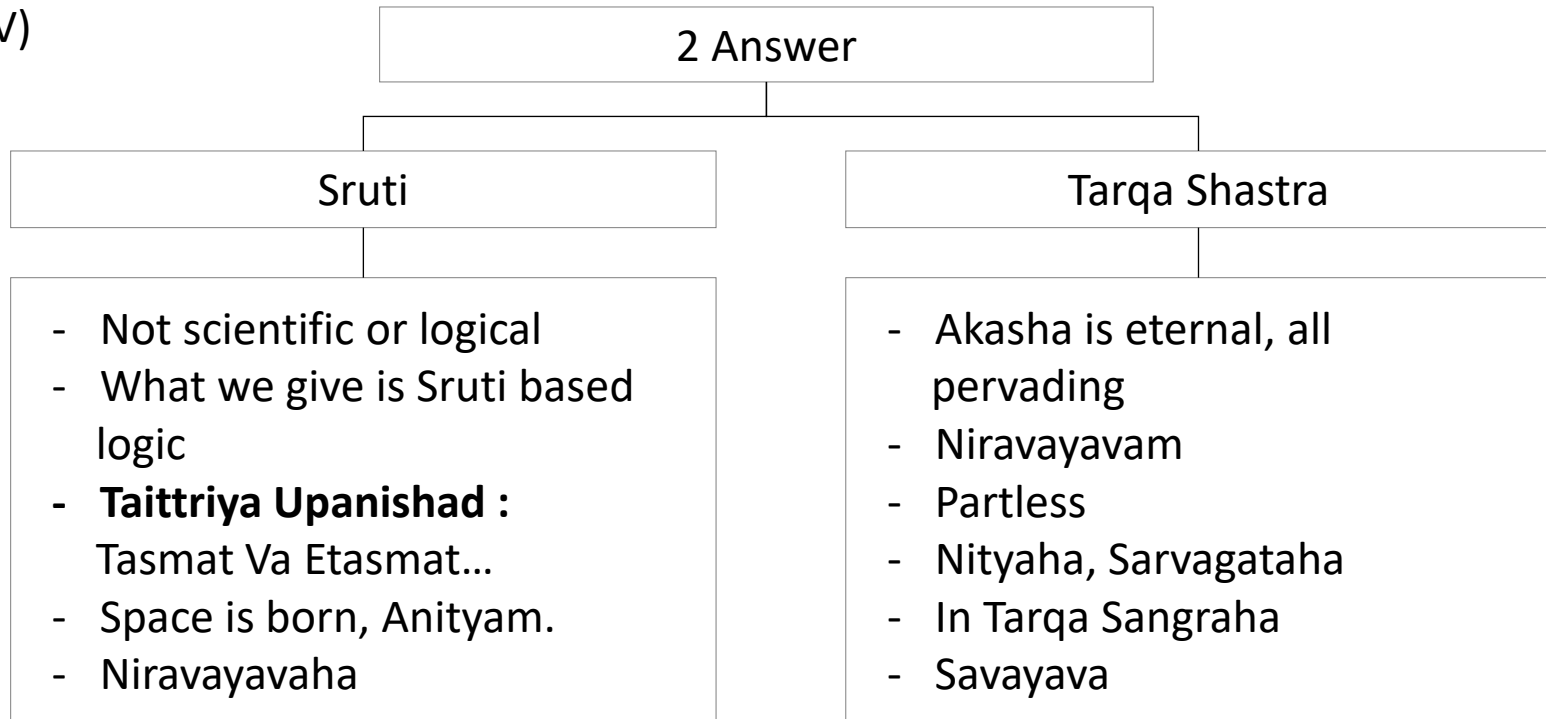 V)
2 Answer
Sruti
- Not scientific or logical
- What we give is Sruti based
logic
- Taittriya Upanishad :
Tasmat Va Etasmat…
- Space is born, Anityam.
- Niravayavaha
Tarqa Shastra
- Akasha is eternal, all
pervading
- Niravayavam
- Partless
- Nityaha, Sarvagataha
- In Tarqa Sangraha
- Savayava